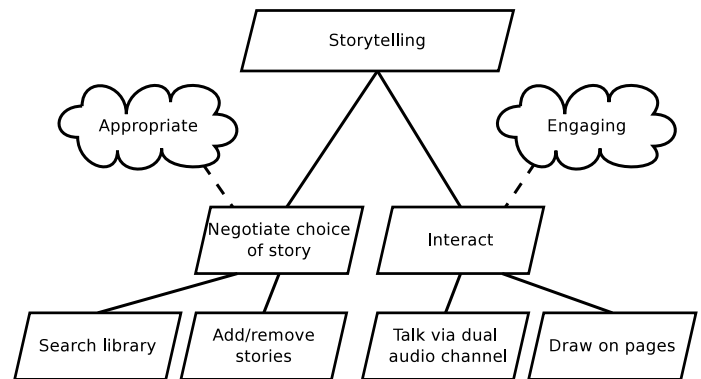 Storytelling
Appropriate
Engaging
Negotiate choice
of story
Interact
Search library
Add/remove
stories
Talk via dual
audio channel
Draw on pages